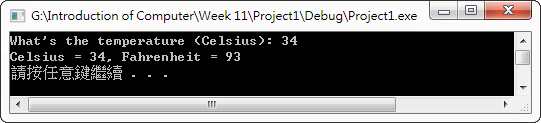 G:\Introduction of Computer\Week 11\Project1\Debug\Project1.exe
What's the temperature (Celsius): 34
Celsius = 34, Fahrenheit = 93
請按任意鍵繼續 . . .